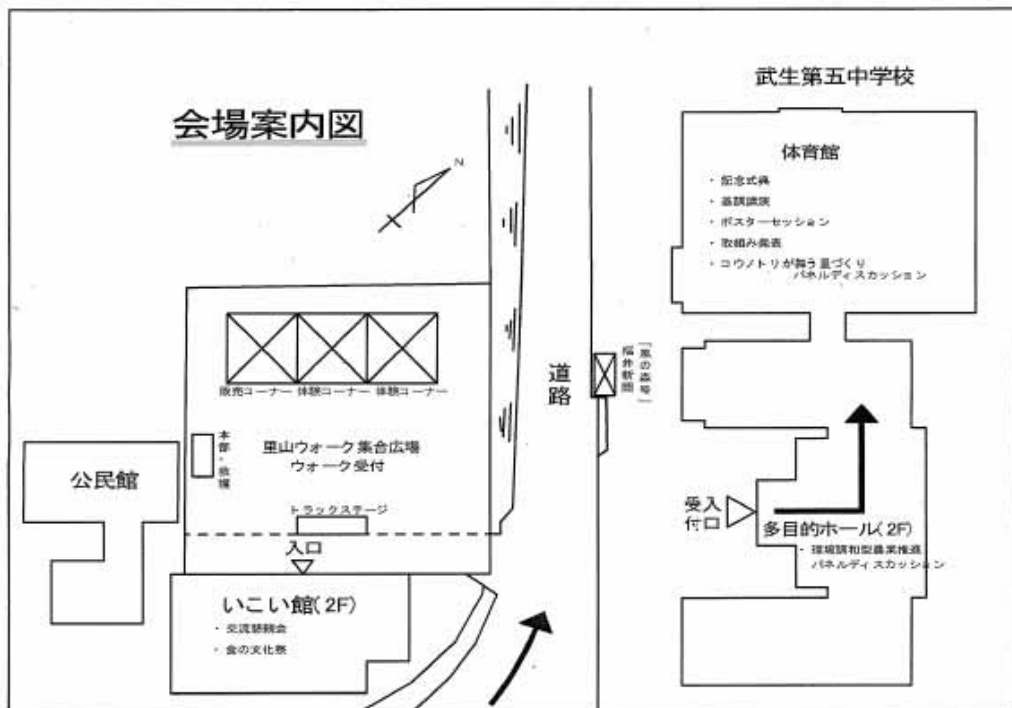 会場案内図
N
武生第五中学校
体育館
・記念式典
・基調講演
・ポスターセッション
・取組み発表
・コウノトリが舞う里づくり
パネルディスカッション
販売コーナー 体験コーナー 体験コーナー
本部・救護
里山ウォーク集合広場
ウォーク受付
トラックステージ
入口
公民館
いこい館(2F)
・交流懇親会
・食の文化祭
道路
「風の森号」
福井新聞
受付
入口
多目的ホール(2F)
・環境調和型農業推進
パネルディスカッション